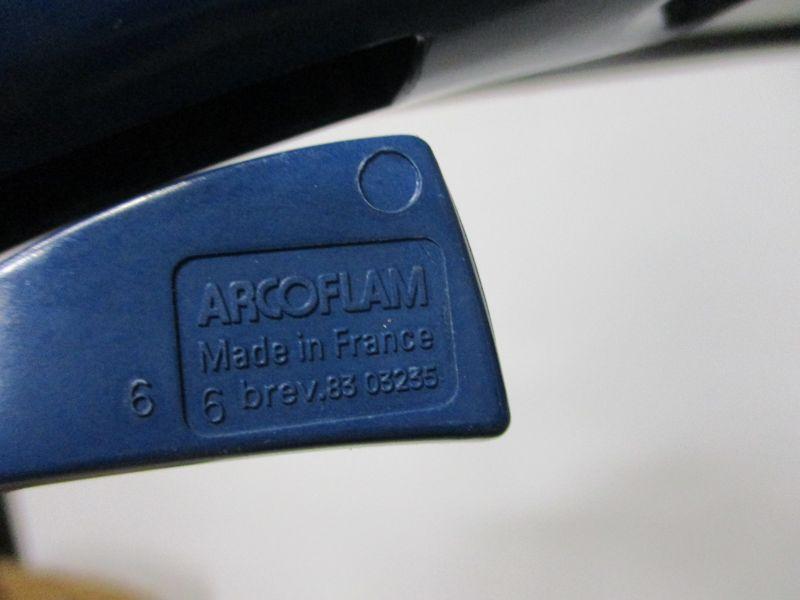 ARCOFLAM
Made in France
6 brev.83 03235
6